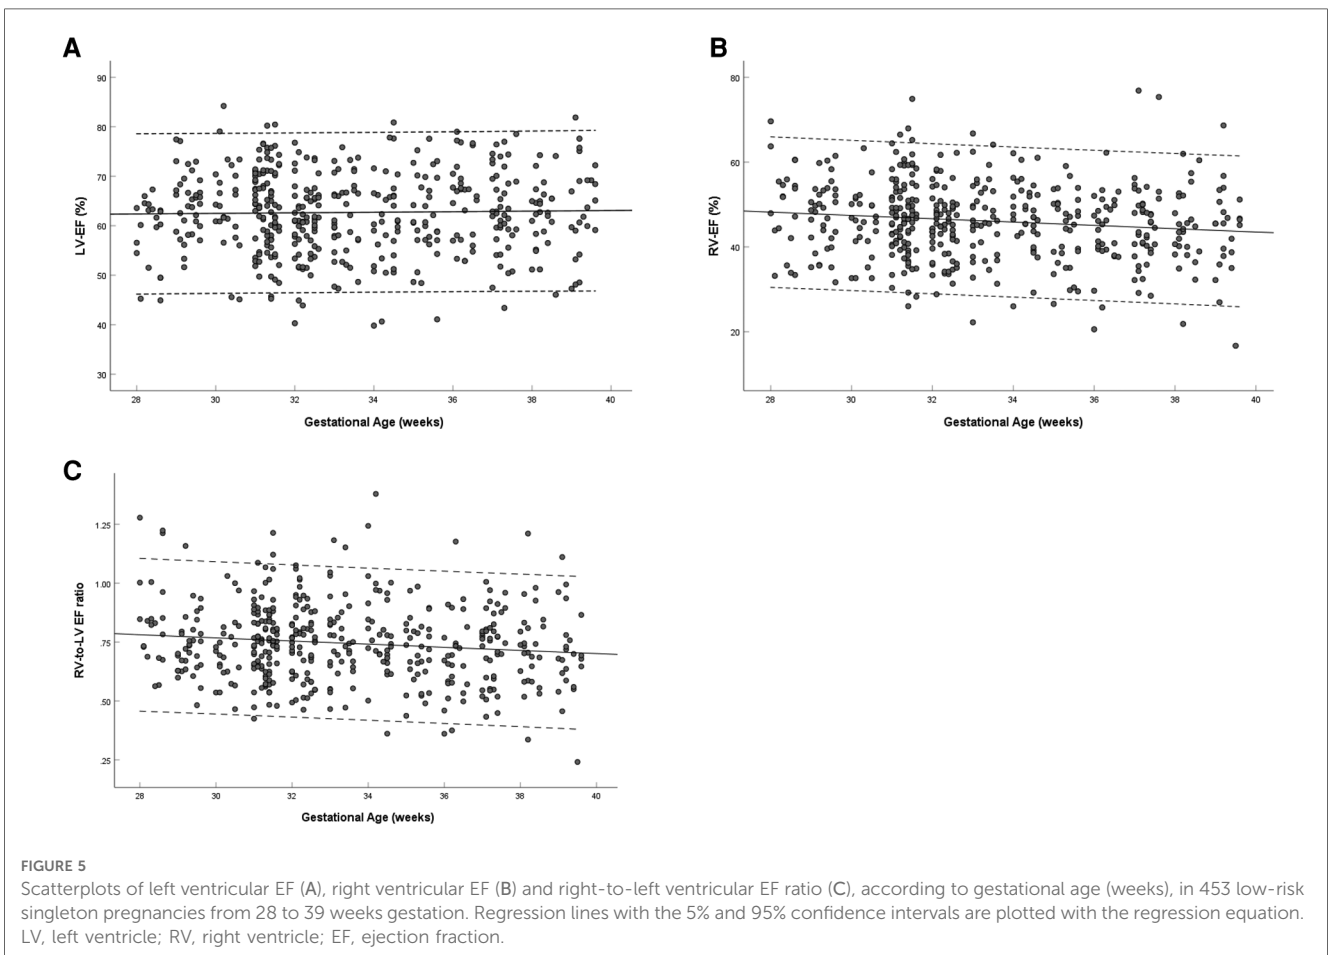 A
90
80
70
60
50
40
30
LV-EF (%)
28 30 32 34 36 38 40
Gestational Age (weeks)
B
80
60
40
20
RV-EF (%)
28 30 32 34 36 38 40
Gestational Age (weeks)
C
1.25
1.00
.75
.50
.25
RV-to-LV EF ratio
28 30 32 34 36 38 40
Gestational Age (weeks)
FIGURE 5
Scatterplots of left ventricular EF (A), right ventricular EF (B) and right-to-left ventricular EF ratio (C), according to gestational age (weeks), in 453 low-risk
singleton pregnancies from 28 to 39 weeks gestation. Regression lines with the 5% and 95% confidence intervals are plotted with the regression equation.
LV, left ventricle; RV, right ventricle; EF, ejection fraction.